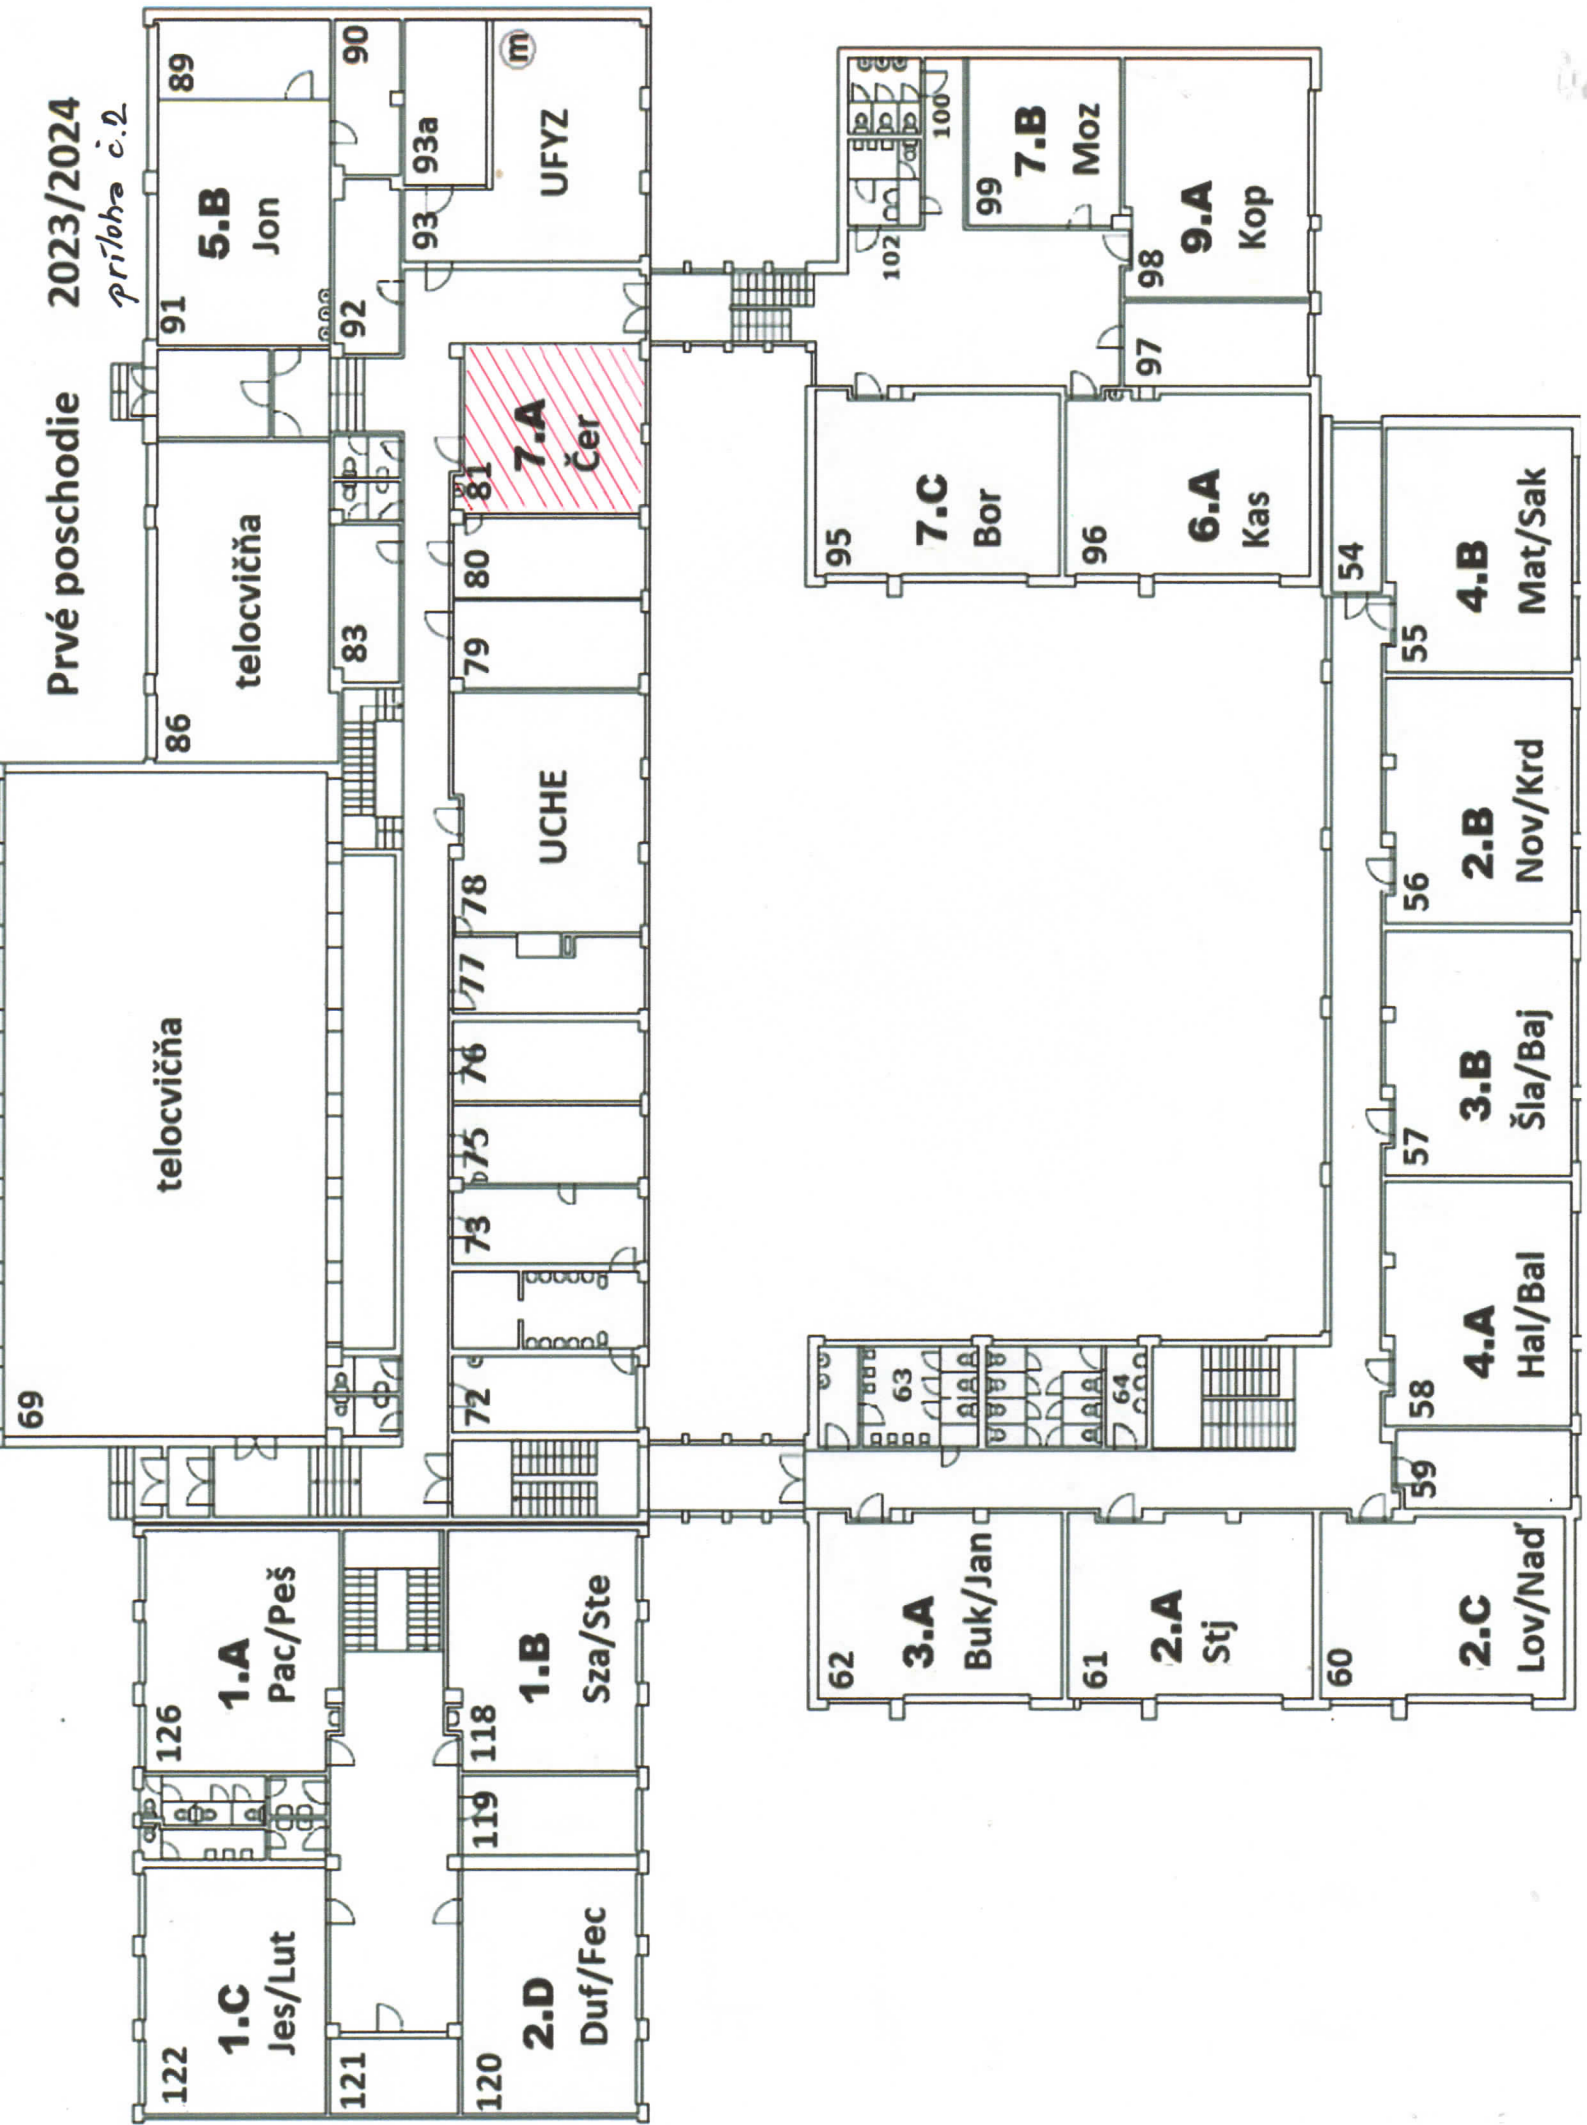 Prvé poschodie 2023/2024
príloha č.2
69
telocvičňa
86
telocvičňa
91
5.B
Jon
89
90
92
83
93
93a
UFYZ
m
72
73
75
76
77
78
UCHE
79
80
81
7.A
Čer
122
1.C
Jes/Lut
126
1.A
Pac/Peš
121
120
2.D
Duf/Fec
119
118
1.B
Sza/Ste
62
3.A
Buk/Jan
61
2.A
Stj
60
2.C
Lov/Naď
63
64
59
58
4.A
Hal/Bal
57
3.B
Šla/Baj
56
2.B
Nov/Krd
55
4.B
Mat/Sak
54
95
7.C
Bor
96
6.A
Kas
97
98
9.A
Kop
99
7.B
Moz
100
102